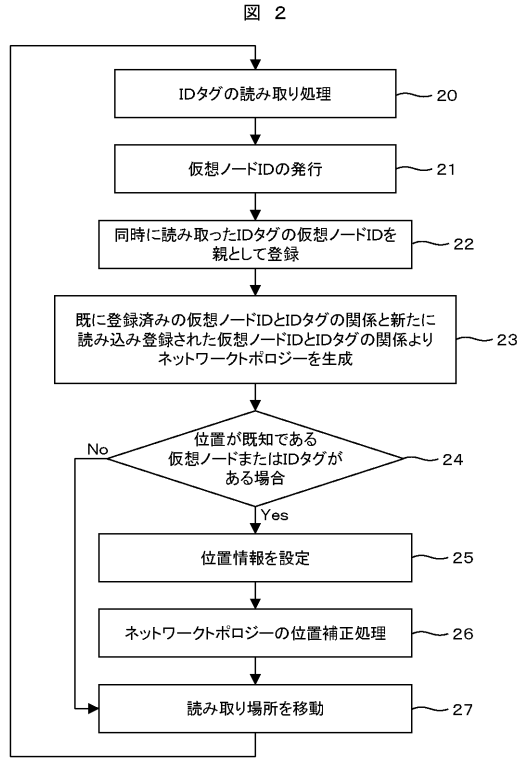 図 2
IDタグの読み取り処理
20
仮想ノードIDの発行
21
同時に読み取ったIDタグの仮想ノードIDを
親として登録
22
既に登録済みの仮想ノードIDとIDタグの関係と新たに
読み込み登録された仮想ノードIDとIDタグの関係より
ネットワークトポロジーを生成
23
位置が既知である
仮想ノードまたはIDタグが
ある場合
24
No
Yes
位置情報を設定
25
ネットワークトポロジーの位置補正処理
26
読み取り場所を移動
27